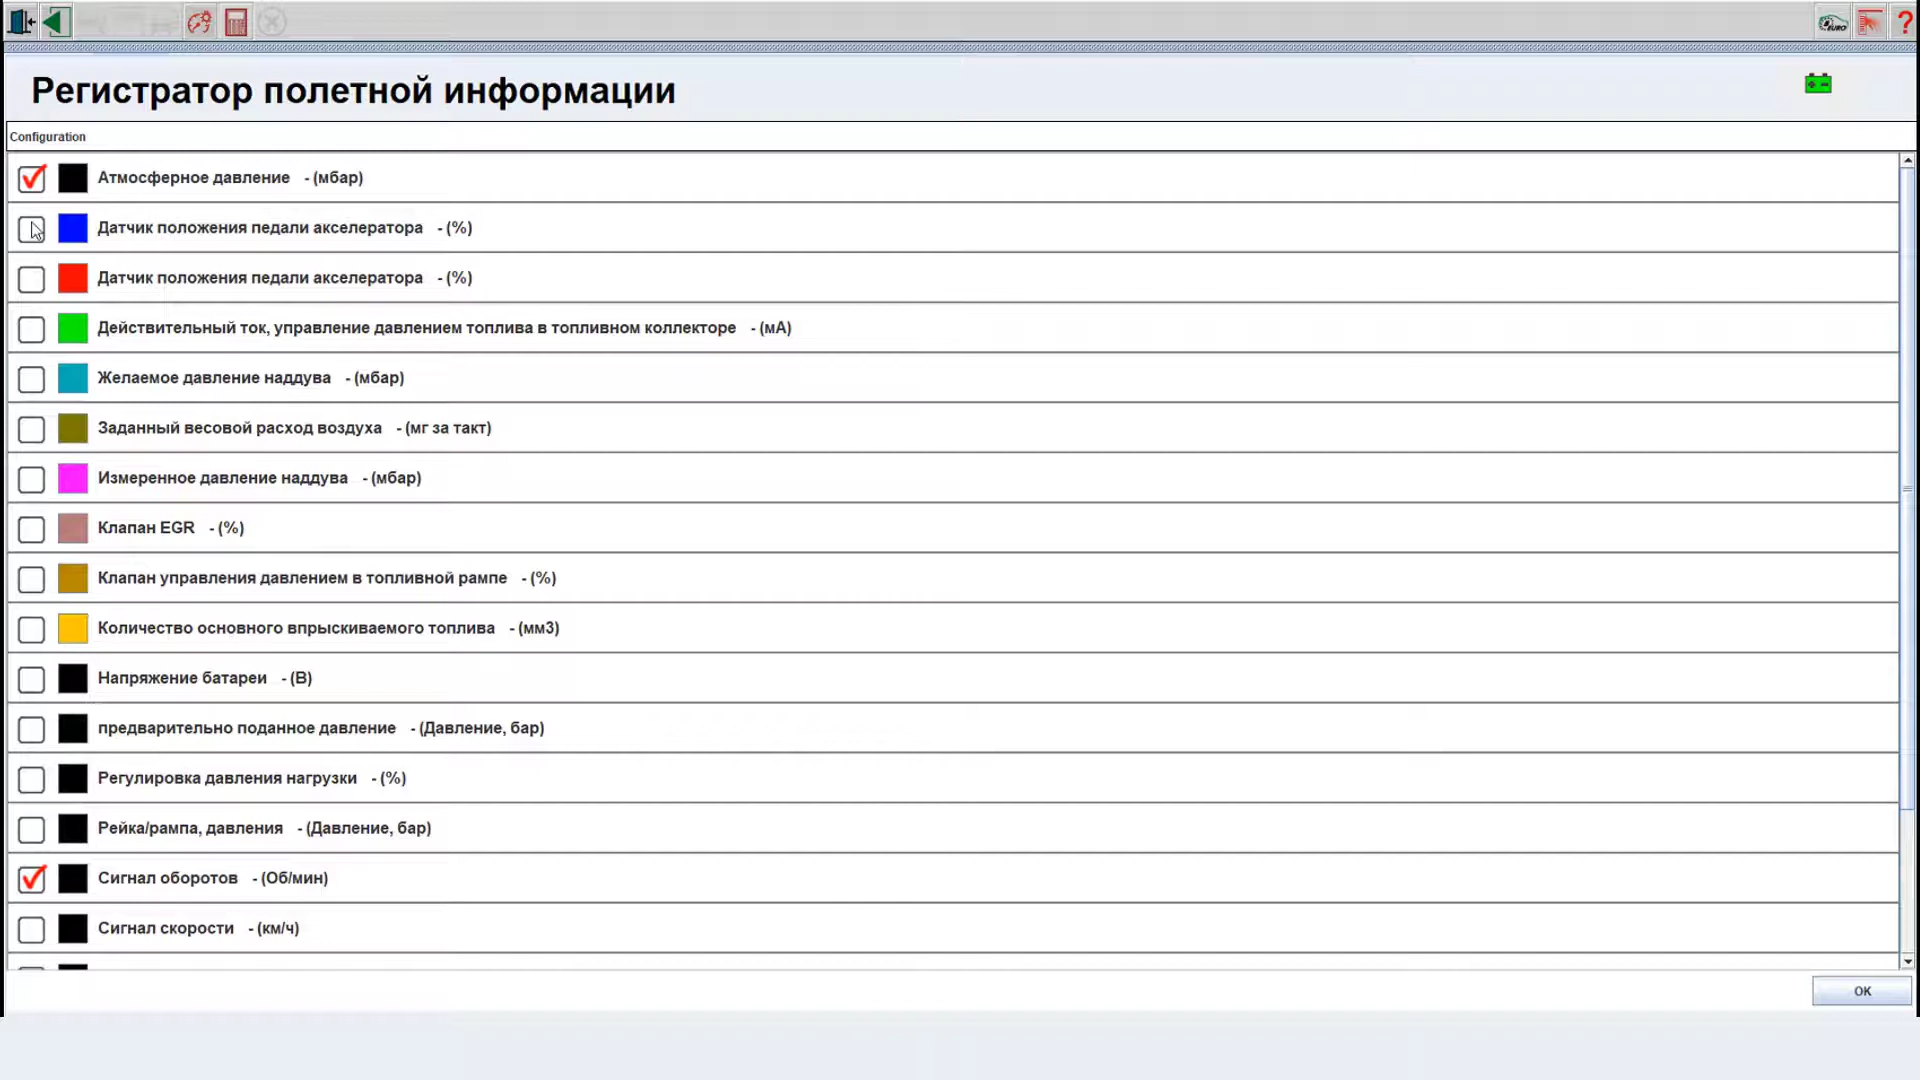 EURO
?
Регистратор полетной информации
Configuration
Атмосферное давление - (мбар)
Датчик положения педали акселератора - (%)
Датчик положения педали акселератора - (%)
Действительный ток, управление давлением топлива в топливном коллекторе - (мА)
Желаемое давление наддува - (мбар)
Заданный весовой расход воздуха - (мг за такт)
Измеренное давление наддува - (мбар)
Клапан EGR - (%)
Клапан управления давлением в топливной рампе - (%)
Количество основного впрыскиваемого топлива - (мм3)
Напряжение батареи - (В)
предварительно поданное давление - (Давление, бар)
Регулировка давления нагрузки - (%)
Рейка/рампа, давления - (Давление, бар)
Сигнал оборотов - (Об/мин)
Сигнал скорости - (км/ч)
OK